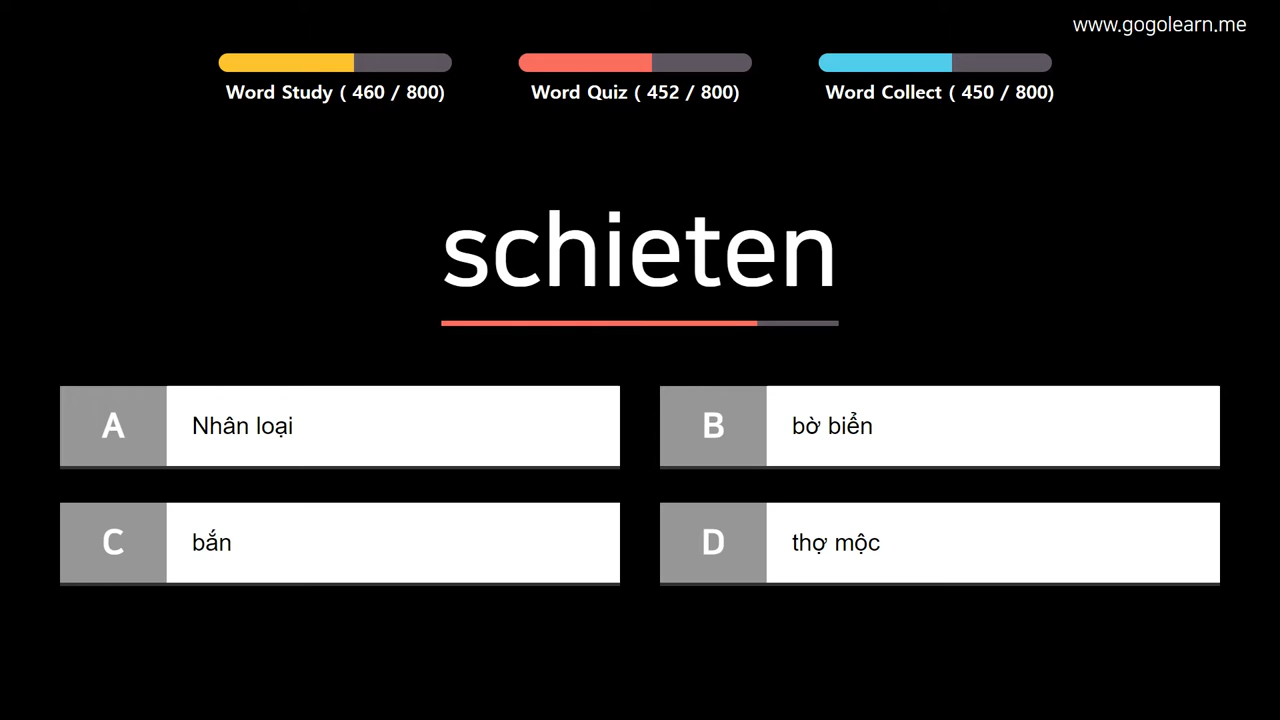 www.gogolearn.me
Word Study ( 460 / 800)
Word Quiz ( 452 / 800)
Word Collect ( 450 / 800)
schieten
A Nhân loại
B bờ biển
C bắn
D thợ mộc